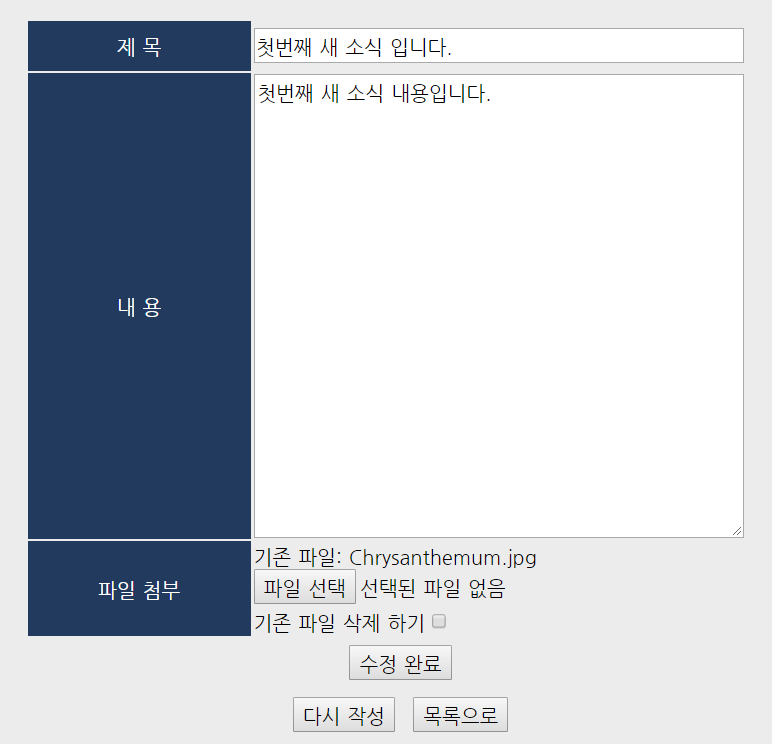 제 목
첫번째 새 소식 입니다.
내 용
첫번째 새 소식 내용입니다.
파일 첨부
기존 파일: Chrysanthemum.jpg
파일 선택 선택된 파일 없음
기존 파일 삭제 하기
수정 완료
다시 작성 목록으로